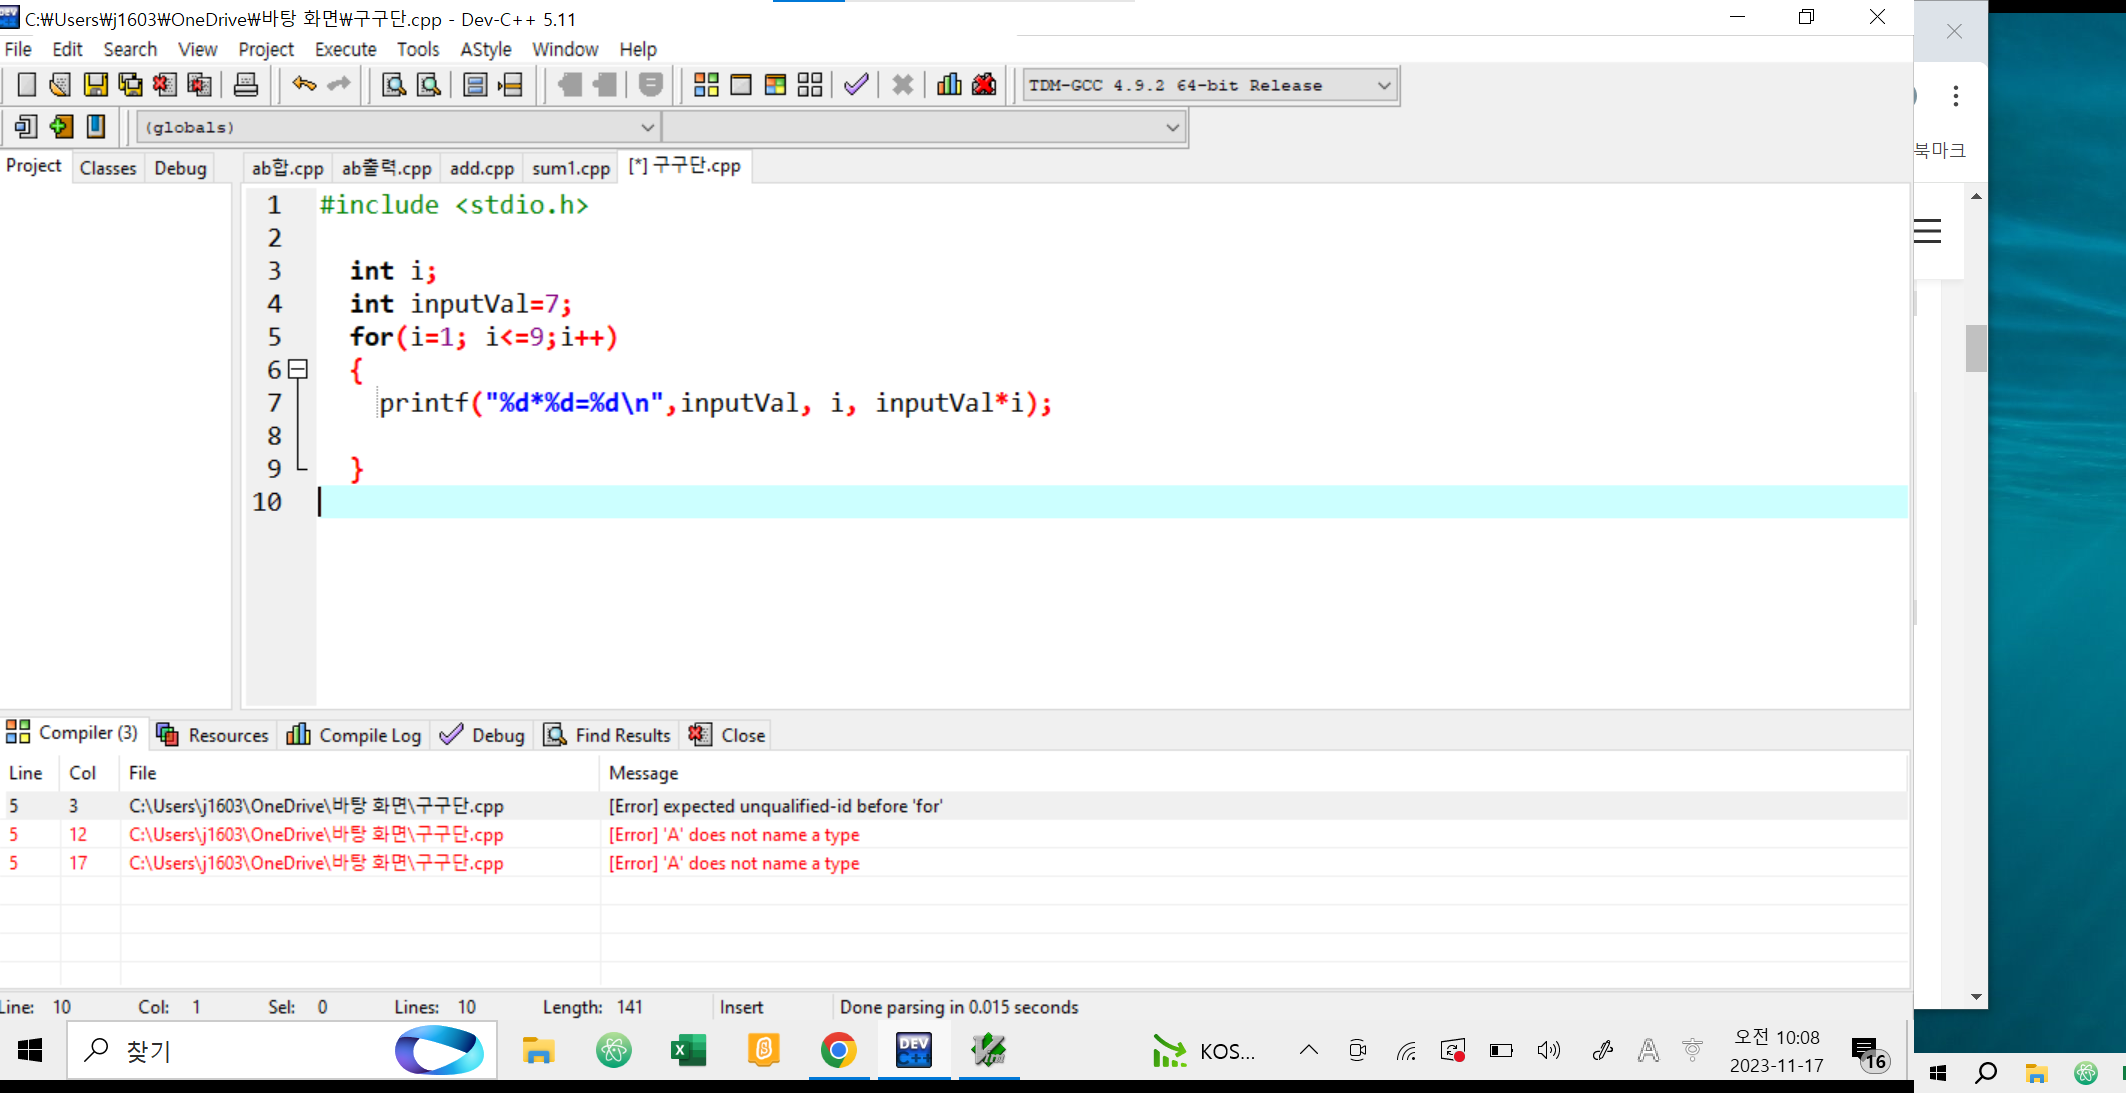 C:₩Users₩j1603₩OneDrive₩바탕 화면₩구구단.cpp - Dev-C++ 5.11
File Edit Search View Project Execute Tools AStyle Window Help
TDM-GCC 4.9.2 64-bit Release
(globals)
북마크
Project Classes Debug
ab합.cpp ab출력.cpp add.cpp sum1.cpp [*] 구구단.cpp
1 #include <stdio.h>
2
3 int i;
4 int inputVal=7;
5 for(i=1; i<=9;i++)
6 {
7 printf("%d*%d=%d\n",inputVal, i, inputVal*i);
8
9 }
10
Compiler (3) Resources Compile Log Debug Find Results Close
Line Col File Message
5 3 C:\Users\j1603\OneDrive\바탕 화면\구구단.cpp [Error] expected unqualified-id before 'for'
5 12 C:\Users\j1603\OneDrive\바탕 화면\구구단.cpp [Error] 'A' does not name a type
5 17 C:\Users\j1603\OneDrive\바탕 화면\구구단.cpp [Error] 'A' does not name a type
Line: 10 Col: 1 Sel: 0 Lines: 10 Length: 141 Insert Done parsing in 0.015 seconds
찾기
DEV C++
KOS...
A
오전 10:08
2023-11-17
16